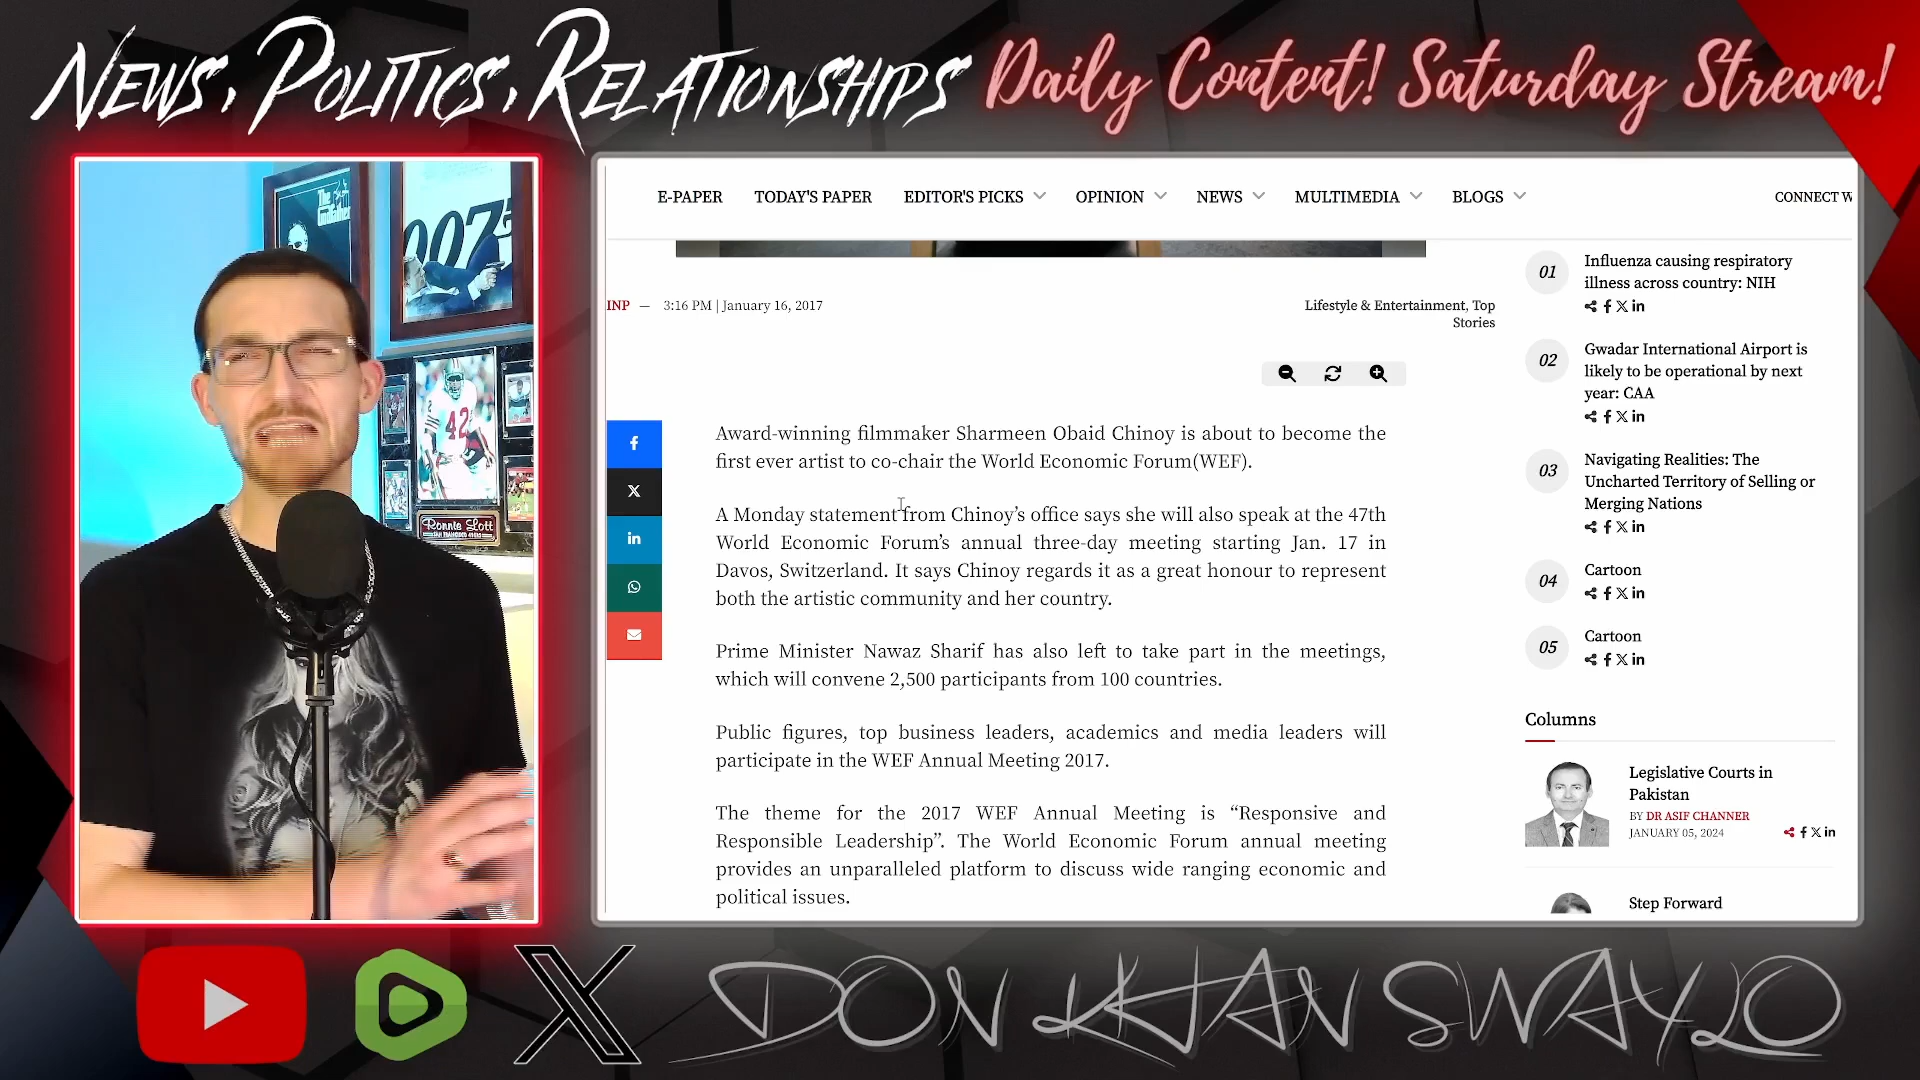 NEWS, POLITICS, RELATIONSHIPS Daily Content! Saturday Stream!
The
Godfather
007
42
Ronnie Lott
SAN FRANCISCO 49ERS
E-PAPER TODAY'S PAPER EDITOR'S PICKS OPINION NEWS MULTIMEDIA BLOGS CONNECT W
INP — 3:16 PM | January 16, 2017
Lifestyle & Entertainment, Top
Stories
Award-winning filmmaker Sharmeen Obaid Chinoy is about to become the
first ever artist to co-chair the World Economic Forum(WEF).
A Monday statement from Chinoy's office says she will also speak at the 47th
World Economic Forum's annual three-day meeting starting Jan. 17 in
Davos, Switzerland. It says Chinoy regards it as a great honour to represent
both the artistic community and her country.
Prime Minister Nawaz Sharif has also left to take part in the meetings,
which will convene 2,500 participants from 100 countries.
Public figures, top business leaders, academics and media leaders will
participate in the WEF Annual Meeting 2017.
The theme for the 2017 WEF Annual Meeting is “Responsive and
Responsible Leadership”. The World Economic Forum annual meeting
provides an unparalleled platform to discuss wide ranging economic and
political issues.
01 Influenza causing respiratory
illness across country: NIH
02 Gwadar International Airport is
likely to be operational by next
year: CAA
03 Navigating Realities: The
Uncharted Territory of Selling or
Merging Nations
04 Cartoon
05 Cartoon
Columns
Legislative Courts in
Pakistan
BY DR ASIF CHANNER
JANUARY 05, 2024
Step Forward
DON KHAN SWAYLO